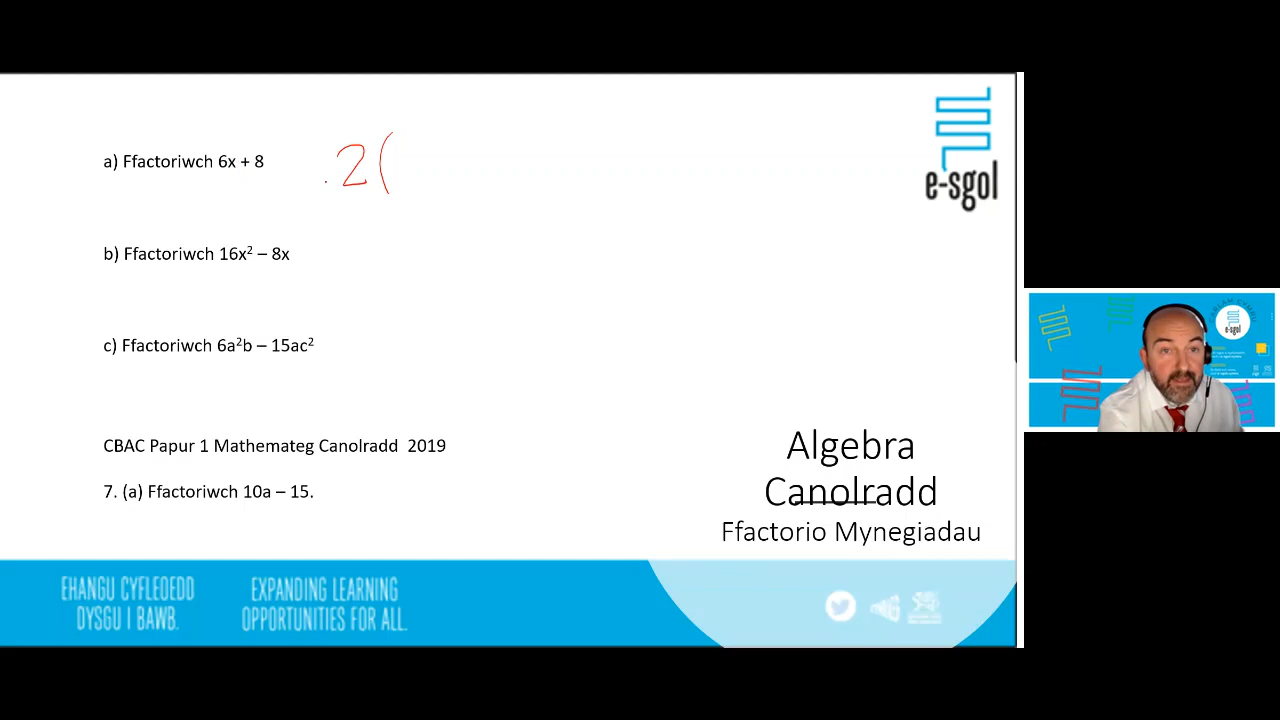 a) Ffactoriwch 6x + 8
2(
b) Ffactoriwch 16x² – 8x
c) Ffactoriwch 6a²b – 15ac²
CBAC Papur 1 Mathemateg Canolradd 2019
7. (a) Ffactoriwch 10a – 15.
e-sgol
Algebra
Canolradd
Ffactorio Mynegiadau
EHANGU CYFLEOEDD
DYSGU I BAWB.
EXPANDING LEARNING
OPPORTUNITIES FOR ALL.
e-sgol